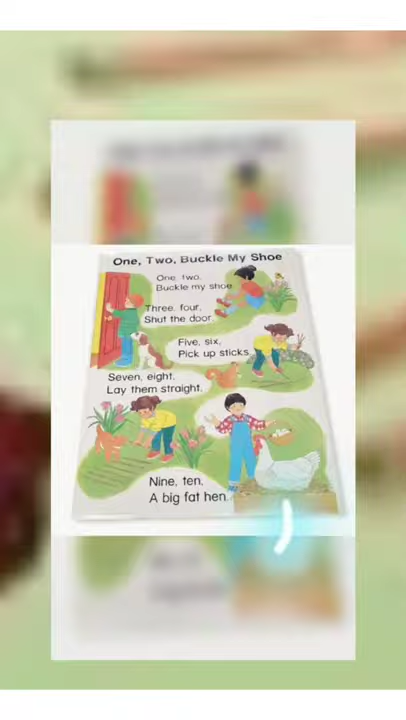 One, Two, Buckle My Shoe
One, two,
Buckle my shoe.
Three, four,
Shut the door.
Five, six,
Pick up sticks.
Seven, eight,
Lay them straight.
Nine, ten,
A big fat hen.